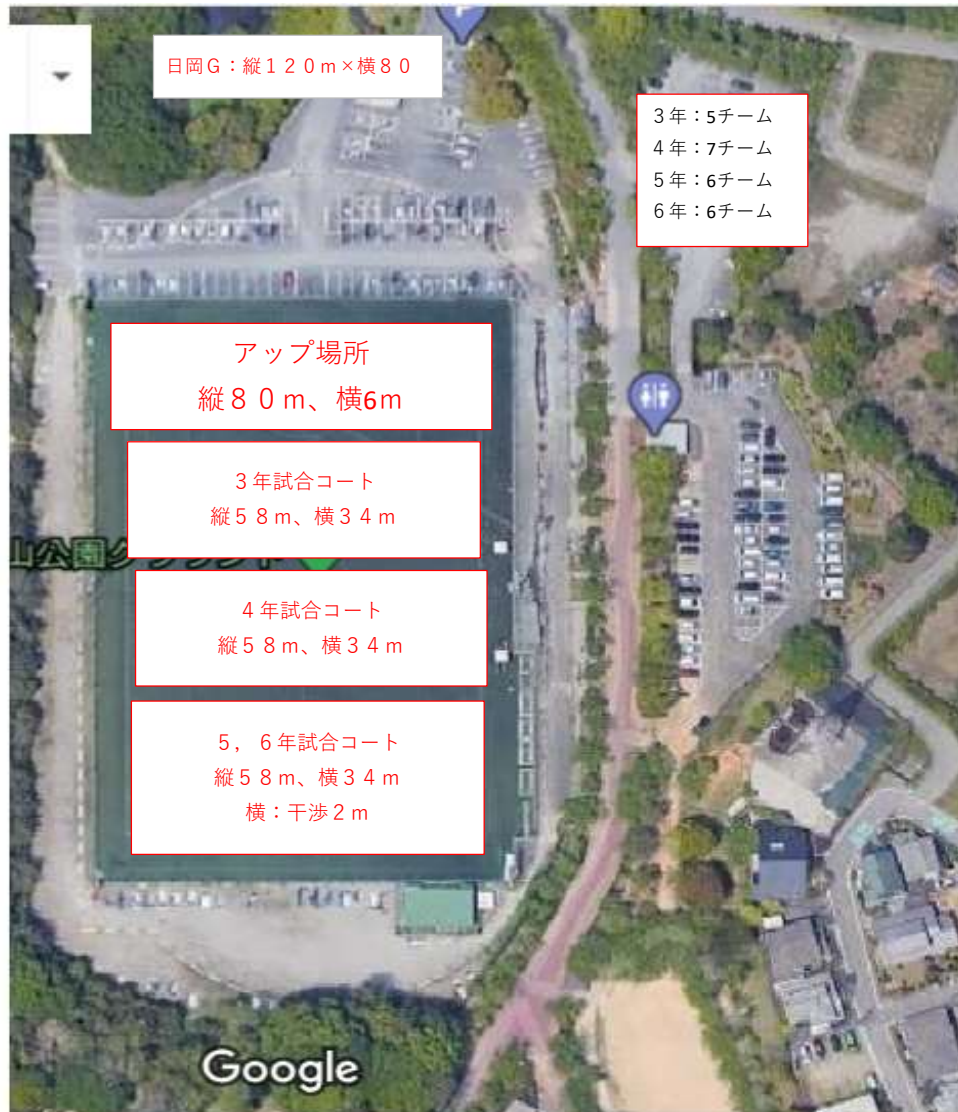 日岡G：縦１２０ｍ×横８０
３年：5チーム
４年：7チーム
５年：6チーム
６年：6チーム
アップ場所
縦８０ｍ、横6ｍ
３年試合コート
縦５８ｍ、横３４ｍ
山公園グラウンド
４年試合コート
縦５８ｍ、横３４ｍ
５，６年試合コート
縦５８ｍ、横３４ｍ
横：干渉２ｍ
Google